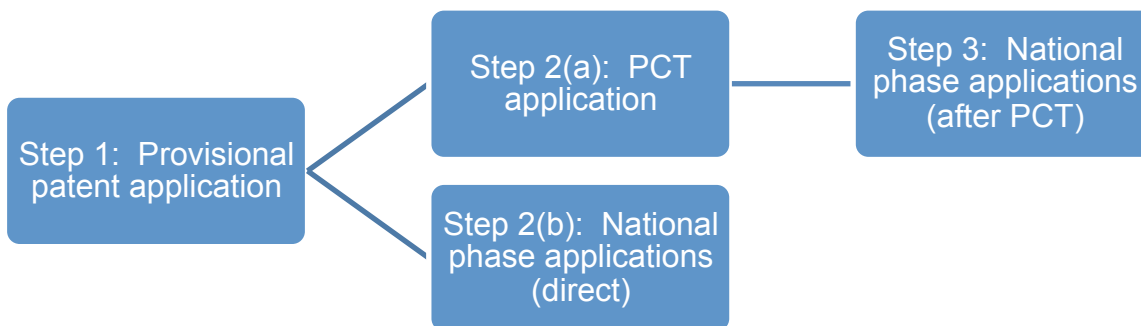 Step 1:  Provisional
patent application
Step 2(a):  PCT
application
Step 3:  National
phase applications
(after PCT)
Step 2(b):  National
phase applications
(direct)